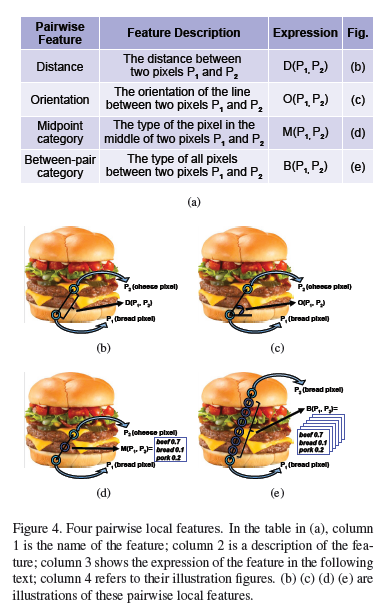 Pairwise Feature Feature Description Expression Fig.
Distance The distance between two pixels P₁ and P₂ D(P₁, P₂) (b)
Orientation The orientation of the line between two pixels P₁ and P₂ O(P₁, P₂) (c)
Midpoint category The type of the pixel in the middle of two pixels P₁ and P₂ M(P₁, P₂) (d)
Between-pair category The type of all pixels between two pixels P₁ and P₂ B(P₁, P₂) (e)
(a)
P₂ (cheese pixel)
D(P₁, P₂)
P₁ (bread pixel)
(b)
P₂ (cheese pixel)
O(P₁, P₂)
P₁ (bread pixel)
(c)
P₂ (cheese pixel)
M(P₁, P₂)=
beef 0.7
bread 0.1
pork 0.2
P₁ (bread pixel)
(d)
P₂ (bread pixel)
B(P₁, P₂)=
beef 0.7
bread 0.1
pork 0.2
P₁ (bread pixel)
(e)
Figure 4. Four pairwise local features. In the table in (a), column
1 is the name of the feature; column 2 is a description of the fea-
ture; column 3 shows the expression of the feature in the following
text; column 4 refers to their illustration figures. (b) (c) (d) (e) are
illustrations of these pairwise local features.